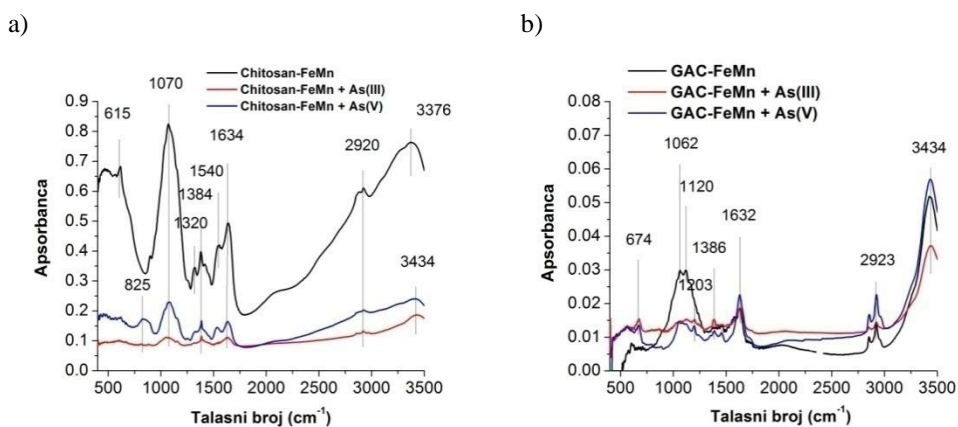 a)
b)
Chitosan-FeMn
Chitosan-FeMn + As(III)
Chitosan-FeMn + As(V)
615
1070
825
1320
1384
1540
1634
2920
3376
3434
Apsorbanca
0.9
0.8
0.7
0.6
0.5
0.4
0.3
0.2
0.1
0.0
500 1000 1500 2000 2500 3000 3500
Talasni broj (cm-1)
GAC-FeMn
GAC-FeMn + As(III)
GAC-FeMn + As(V)
674
1062
1120
1203
1386
1632
2923
3434
Apsorbanca
0.08
0.07
0.06
0.05
0.04
0.03
0.02
0.01
0.00
500 1000 1500 2000 2500 3000 3500
Talasni broj (cm-1)